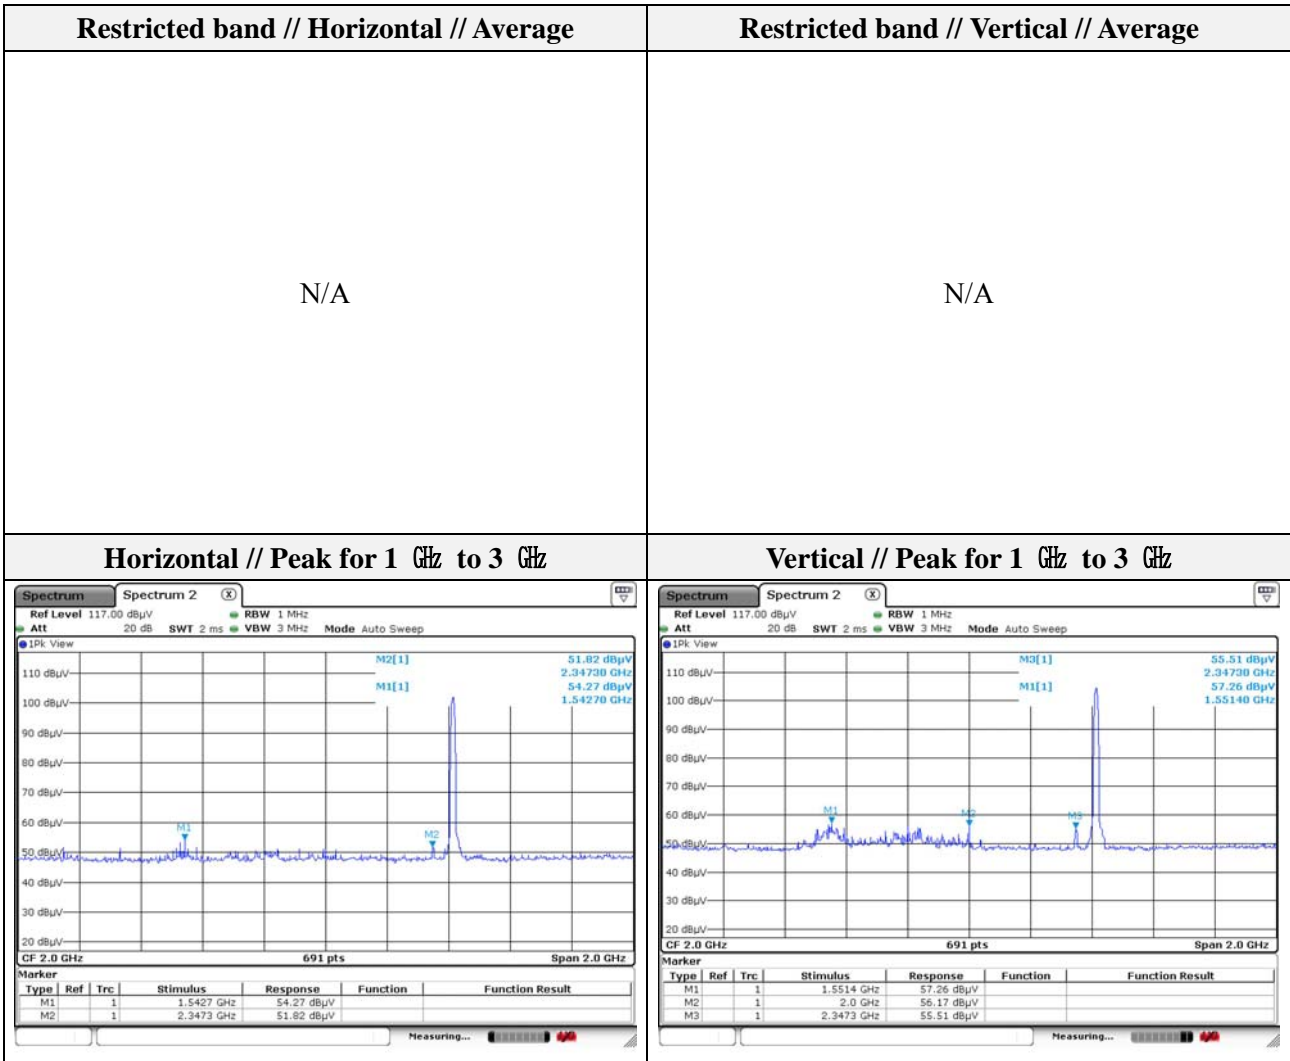 Restricted band // Horizontal // Average
Restricted band // Vertical // Average
N/A
N/A
Horizontal // Peak for 1 ㎓ to 3 ㎓
Vertical // Peak for 1 ㎓ to 3 ㎓
Spectrum Spectrum 2 X
Ref Level 117.00 dBµV RBW 1 MHz
Att 20 dB SWT 2 ms VBW 3 MHz Mode Auto Sweep
1Pk View
M2[1] 51.82 dBµV
2.34730 GHz
M1[1] 54.27 dBµV
1.54270 GHz
110 dBµV
100 dBµV
90 dBµV
80 dBµV
70 dBµV
60 dBµV
M1
M2
50 dBµV
40 dBµV
30 dBµV
20 dBµV
CF 2.0 GHz 691 pts Span 2.0 GHz
Marker
Type Ref Trc Stimulus Response Function Function Result
M1 1 1.5427 GHz 54.27 dBµV
M2 1 2.3473 GHz 51.82 dBµV
Measuring...
Spectrum Spectrum 2 X
Ref Level 117.00 dBµV RBW 1 MHz
Att 20 dB SWT 2 ms VBW 3 MHz Mode Auto Sweep
1Pk View
M3[1] 55.51 dBµV
2.34730 GHz
M1[1] 57.26 dBµV
1.55140 GHz
110 dBµV
100 dBµV
90 dBµV
80 dBµV
70 dBµV
60 dBµV
M1
M2
M3
50 dBµV
40 dBµV
30 dBµV
20 dBµV
CF 2.0 GHz 691 pts Span 2.0 GHz
Marker
Type Ref Trc Stimulus Response Function Function Result
M1 1 1.5514 GHz 57.26 dBµV
M2 1 2.0 GHz 56.17 dBµV
M3 1 2.3473 GHz 55.51 dBµV
Measuring...